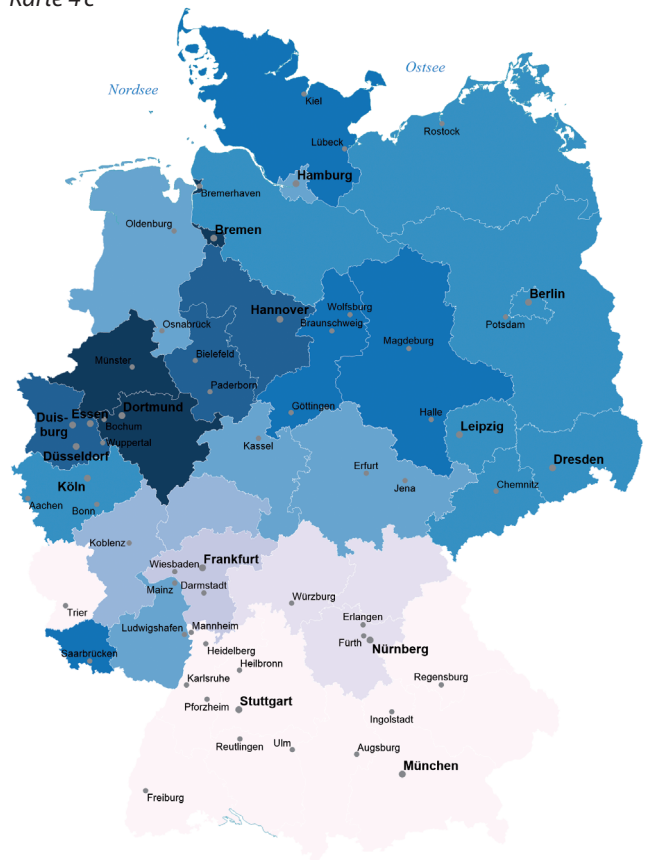 Karte 4c
Ostsee
Nordsee
Kiel
Rostock
Lübeck
Hamburg
Bremerhaven
Oldenburg
Bremen
Berlin
Wolfsburg
Hannover
Potsdam
Braunschweig
Osnabrück
Magdeburg
Bielefeld
Münster
Paderborn
Göttingen
Dortmund
Halle
Duis-
burg
Essen
Bochum
Leipzig
Wuppertal
Kassel
Düsseldorf
Dresden
Erfurt
Köln
Chemnitz
Jena
Aachen
Bonn
Koblenz
Frankfurt
Wiesbaden
Mainz
Darmstadt
Würzburg
Trier
Erlangen
Ludwigshafen
Mannheim
Fürth
Nürnberg
Heidelberg
Saarbrücken
Heilbronn
Karlsruhe
Regensburg
Pforzheim
Stuttgart
Ingolstadt
Reutlingen
Ulm
Augsburg
München
Freiburg